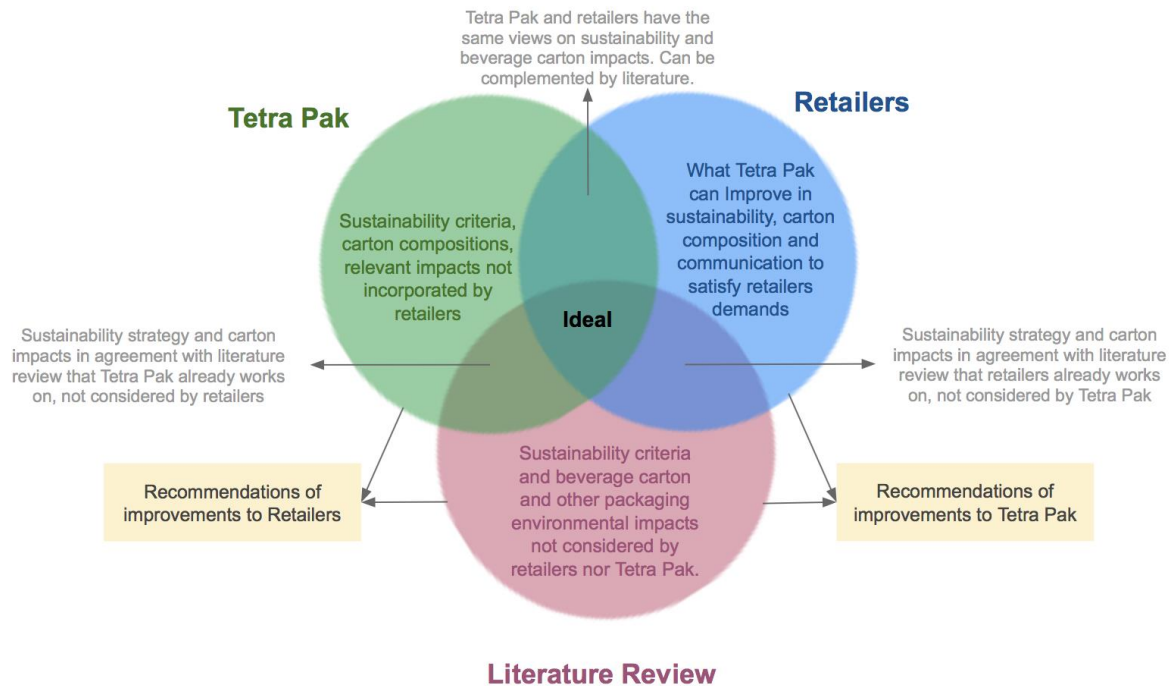 Tetra Pak and retailers have the
same views on sustainability and
beverage carton impacts. Can be
complemented by literature.
Tetra Pak
Retailers
What Tetra Pak
can Improve in
sustainability, carton
composition and
communication to
satisfy retailers
demands
Sustainability criteria,
carton compositions,
relevant impacts not
incorporated by
retailers
Ideal
Sustainability strategy and carton
impacts in agreement with literature
review that Tetra Pak already works
on, not considered by retailers
Sustainability strategy and carton
impacts in agreement with literature
review that retailers already works
on, not considered by Tetra Pak
Sustainability criteria
and beverage carton
and other packaging
environmental impacts
not considered by
retailers nor Tetra Pak.
Recommendations of
improvements to Retailers
Recommendations of
improvements to Tetra Pak
Literature Review